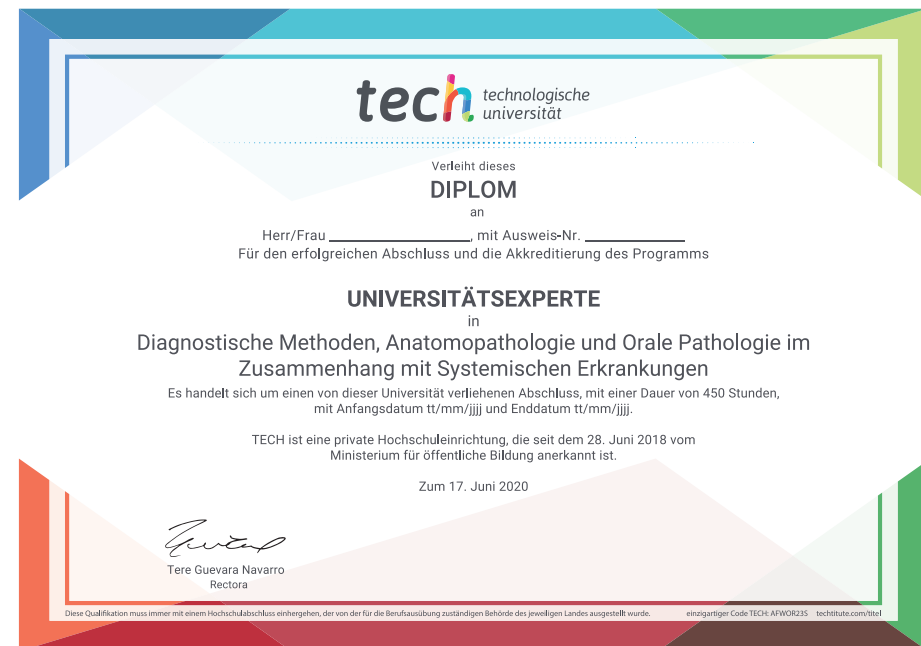 tech technologische
universität
Verleiht dieses
DIPLOM
an
Herr/Frau ____________________, mit Ausweis-Nr. ______________
Für den erfolgreichen Abschluss und die Akkreditierung des Programms
UNIVERSITÄTSEXPERTE
in
Diagnostische Methoden, Anatomopathologie und Orale Pathologie im
Zusammenhang mit Systemischen Erkrankungen
Es handelt sich um einen von dieser Universität verliehenen Abschluss, mit einer Dauer von 450 Stunden,
mit Anfangsdatum tt/mm/jjjj und Enddatum tt/mm/jjjj.
TECH ist eine private Hochschuleinrichtung, die seit dem 28. Juni 2018 vom
Ministerium für öffentliche Bildung anerkannt ist.
Zum 17. Juni 2020
Tere Guevara Navarro
Rectora
Diese Qualifikation muss immer mit einem Hochschulabschluss einhergehen, der von der für die Berufsausübung zuständigen Behörde des jeweiligen Landes ausgestellt wurde. einzigartiger Code TECH: AFWOR23S techtitute.com/titel